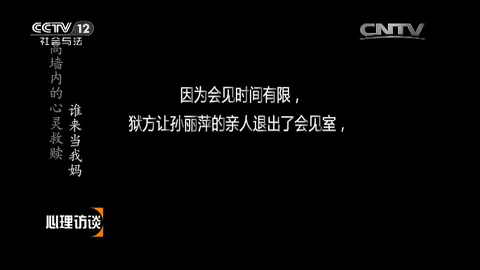 CCTV 12
社会与法
CNTV
高墙内的心灵救赎
谁来当我妈
因为会见时间有限，
狱方让孙丽萍的亲人退出了会见室，
心理访谈